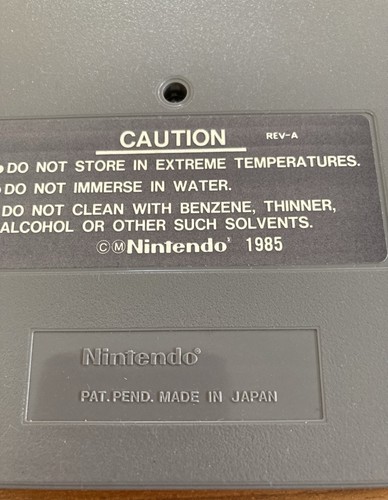 CAUTION REV-A
DO NOT STORE IN EXTREME TEMPERATURES.
DO NOT IMMERSE IN WATER.
DO NOT CLEAN WITH BENZENE, THINNER,
ALCOHOL OR OTHER SUCH SOLVENTS.
©Ⓜ Nintendo® 1985
Nintendo®
PAT. PEND. MADE IN JAPAN